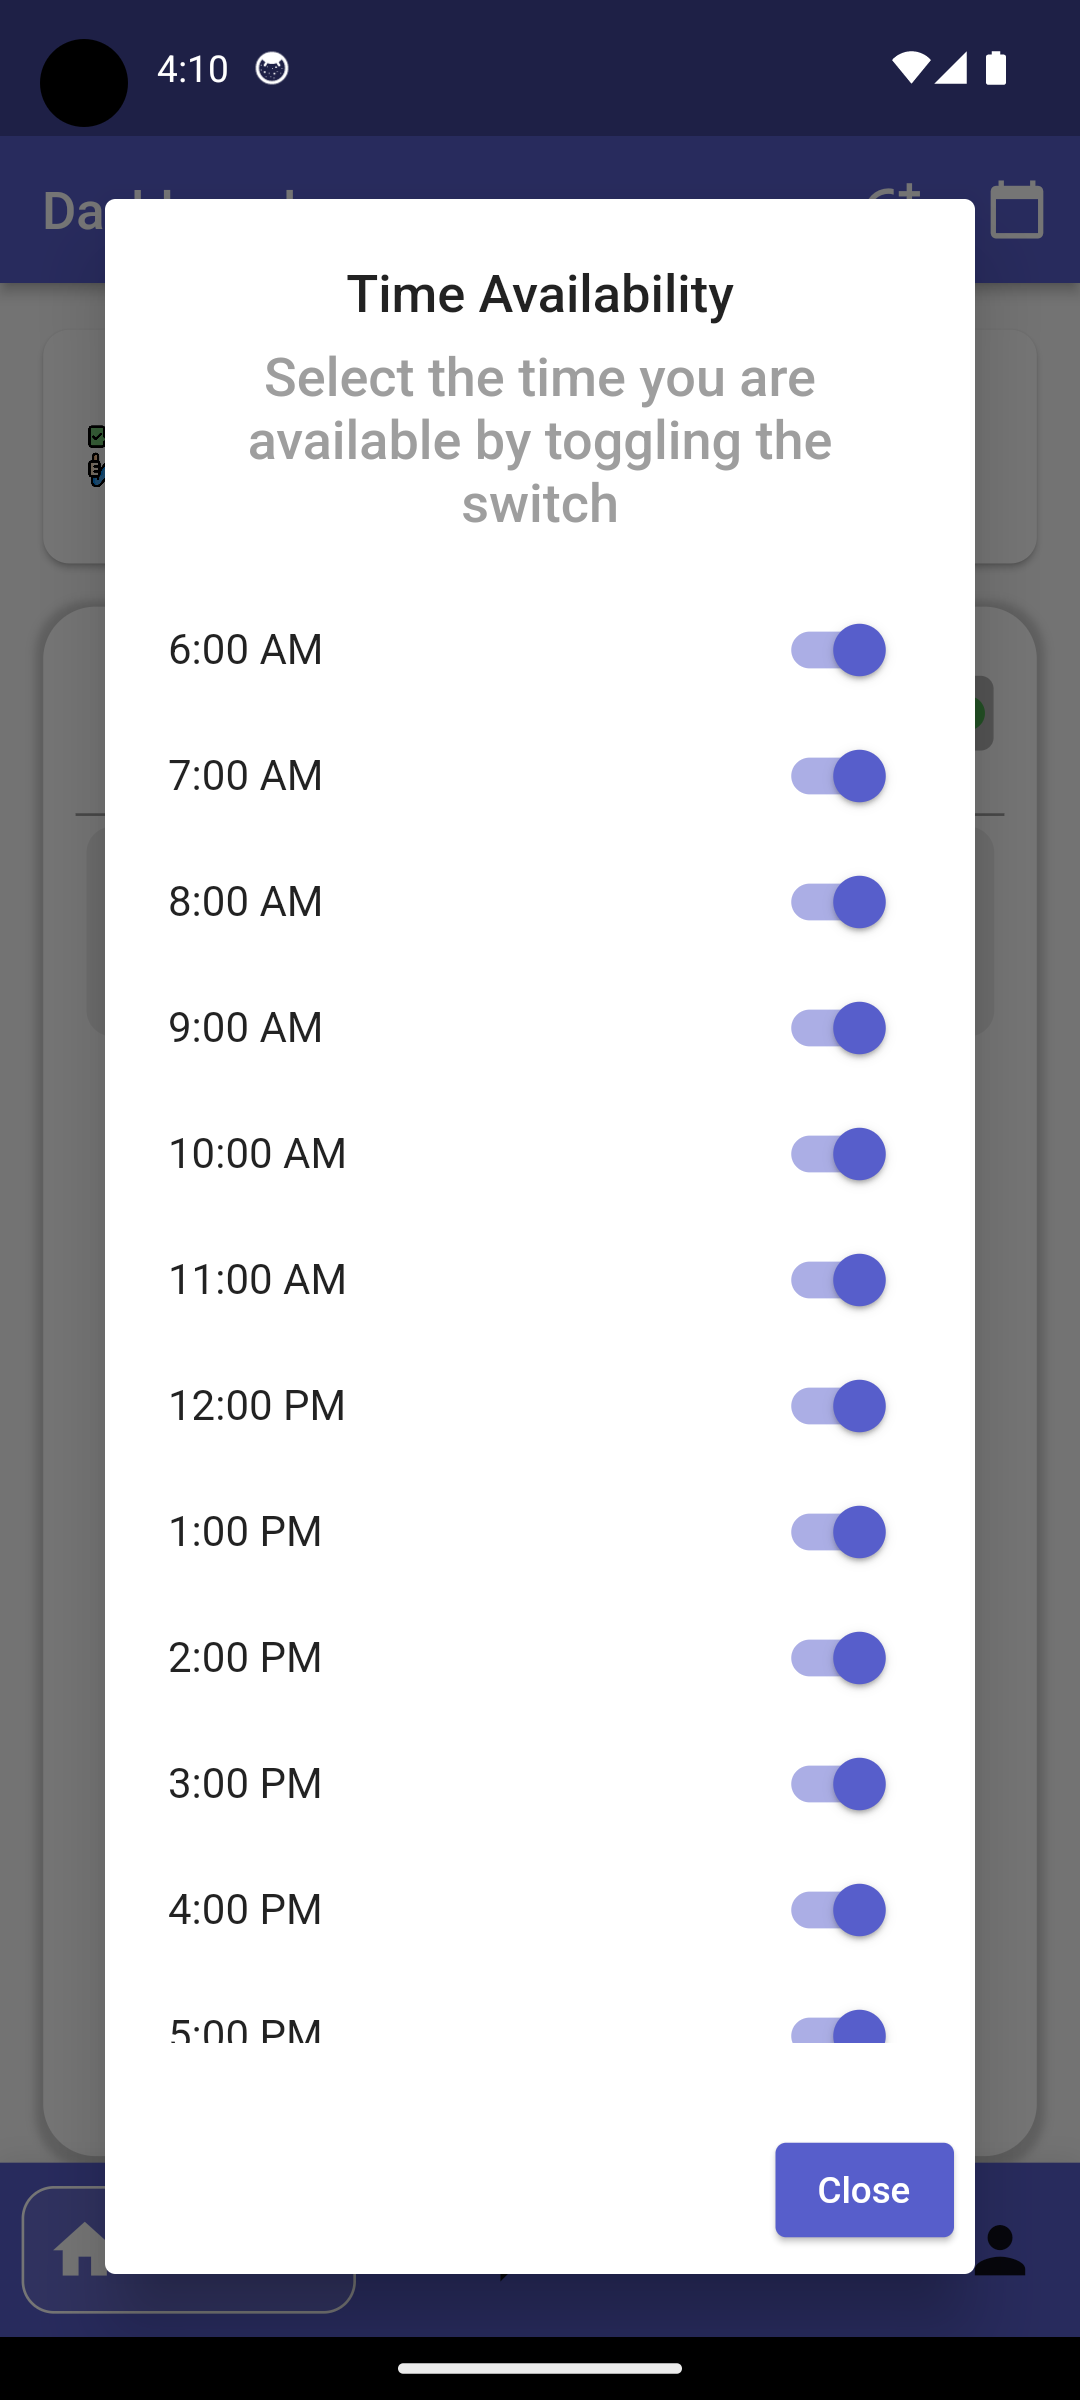 4:10
Time Availability
Select the time you are
available by toggling the
switch
6:00 AM
7:00 AM
8:00 AM
9:00 AM
10:00 AM
11:00 AM
12:00 PM
1:00 PM
2:00 PM
3:00 PM
4:00 PM
5:00 PM
Close